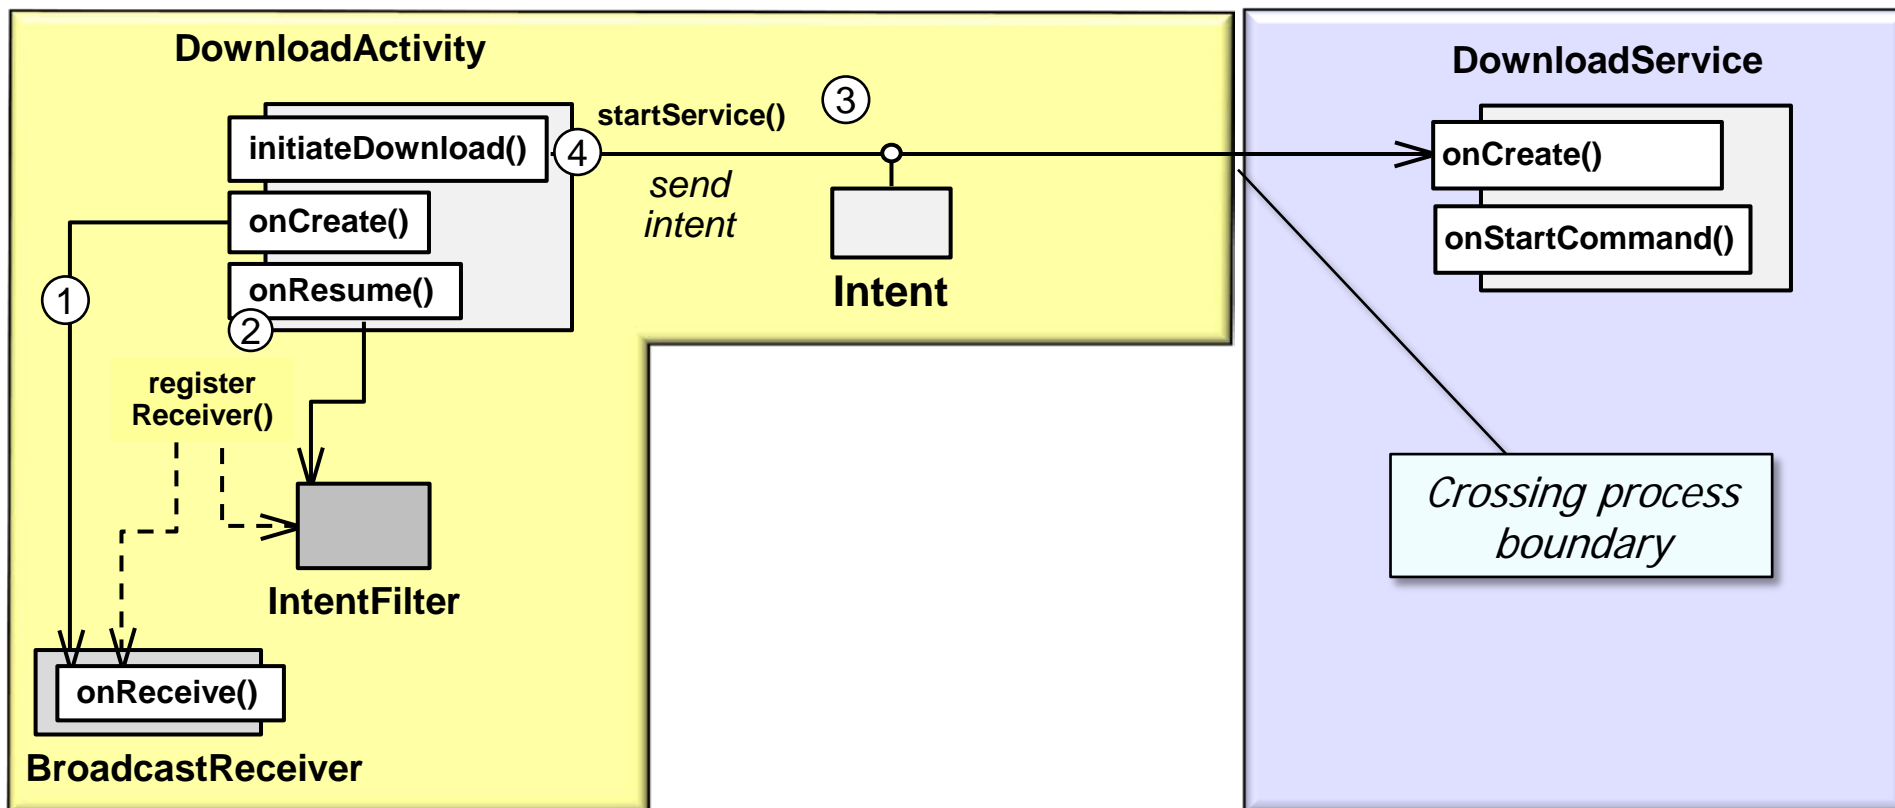 DownloadActivity
DownloadService
startService()
3
initiateDownload()
4
onCreate()
send
intent
onCreate()
onStartCommand()
onResume()
1
2
Intent
register
Receiver()
Crossing process
boundary
IntentFilter
onReceive()
BroadcastReceiver